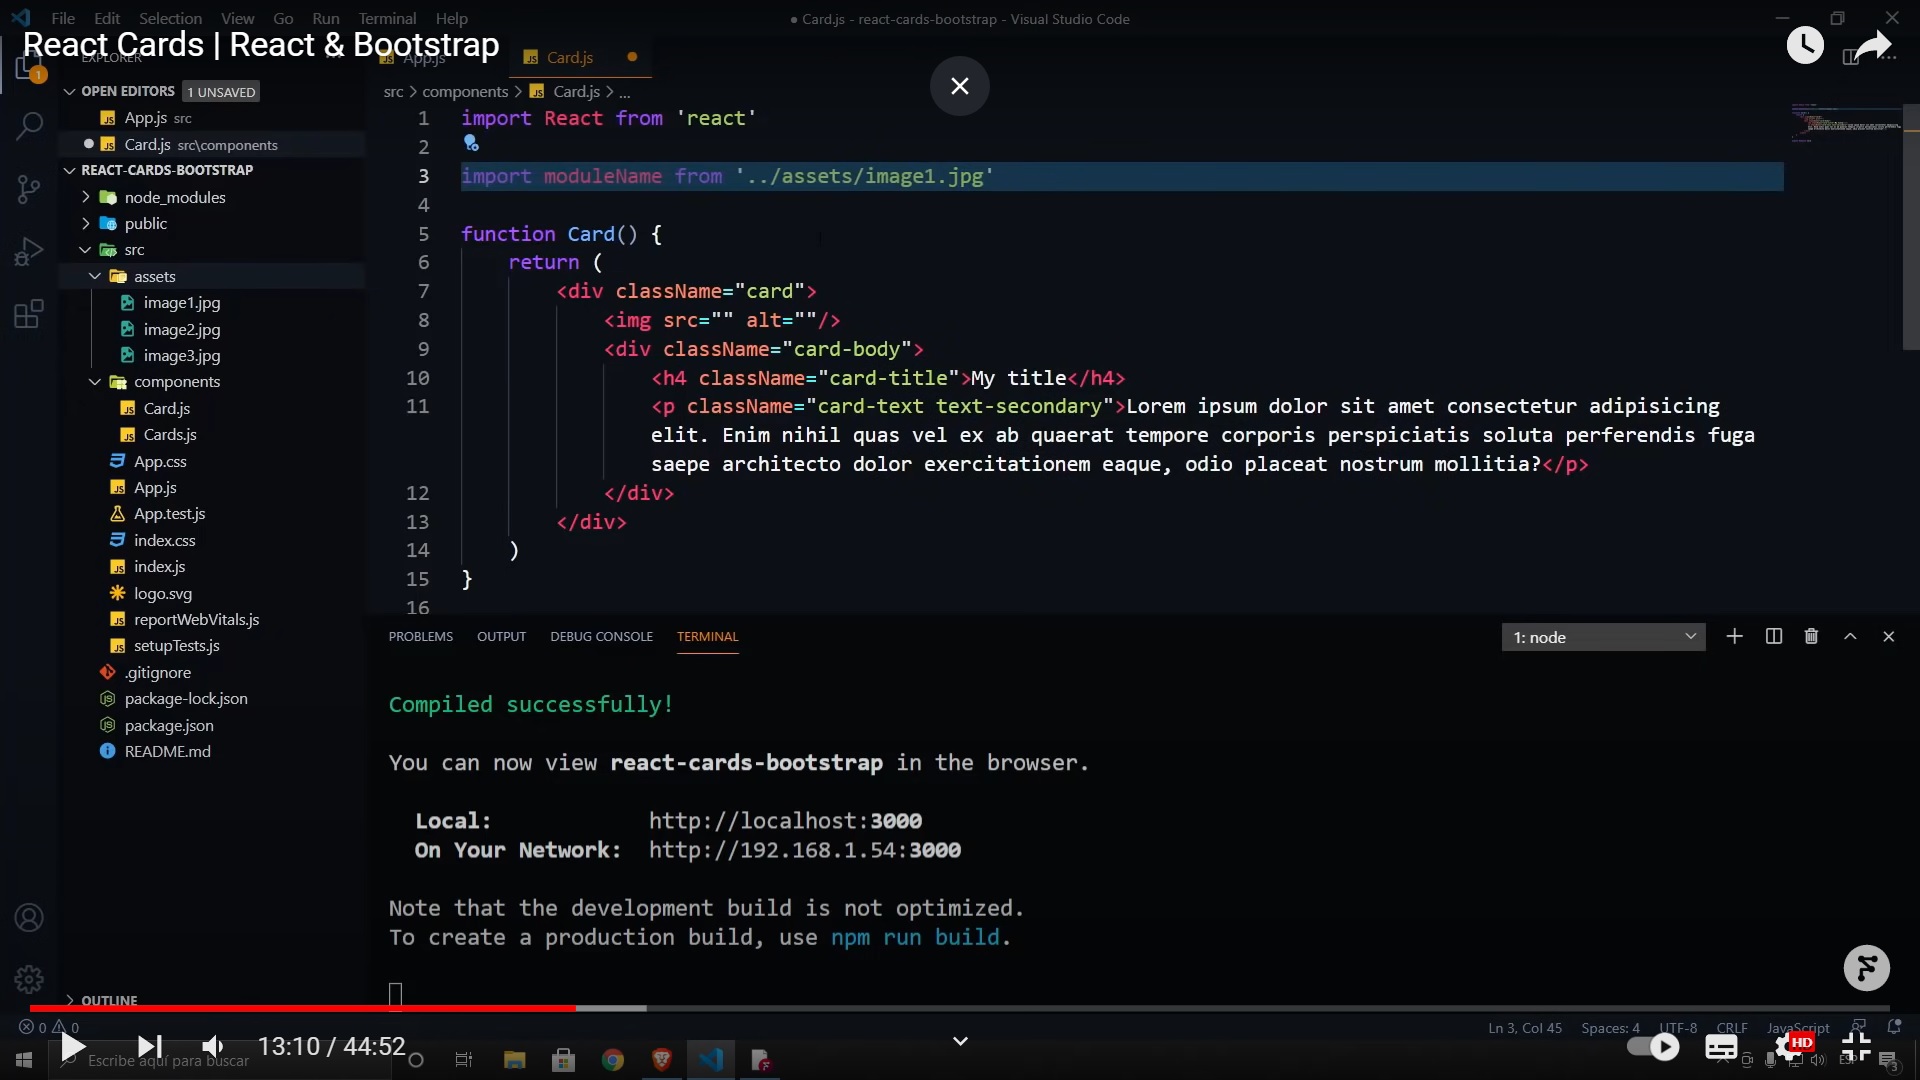 File Edit Selection View Go Run Terminal Help
● Card.js - react-cards-bootstrap - Visual Studio Code
React Cards | React & Bootstrap
EXPLORER
App.js
Card.js
OPEN EDITORS 1 UNSAVED
App.js src
Card.js src\components
REACT-CARDS-BOOTSTRAP
node_modules
public
src
assets
image1.jpg
image2.jpg
image3.jpg
components
Card.js
Cards.js
App.css
App.js
App.test.js
index.css
index.js
logo.svg
reportWebVitals.js
setupTests.js
.gitignore
package-lock.json
package.json
README.md
OUTLINE
src > components > Card.js > ...
1 import React from 'react'
2
3 import moduleName from '../assets/image1.jpg'
4
5 function Card() {
6 return (
7 <div className="card">
8 <img src="" alt=""/>
9 <div className="card-body">
10 <h4 className="card-title">My title</h4>
11 <p className="card-text text-secondary">Lorem ipsum dolor sit amet consectetur adipisicing
elit. Enim nihil quas vel ex ab quaerat tempore corporis perspiciatis soluta perferendis fuga
saepe architecto dolor exercitationem eaque, odio placeat nostrum mollitia?</p>
12 </div>
13 </div>
14 )
15 }
16
PROBLEMS OUTPUT DEBUG CONSOLE TERMINAL
1: node
Compiled successfully!
You can now view react-cards-bootstrap in the browser.
Local: http://localhost:3000
On Your Network: http://192.168.1.54:3000
Note that the development build is not optimized.
To create a production build, use npm run build.
0 0
Ln 3, Col 45 Spaces: 4 UTF-8 CRLF JavaScript
13:10 / 44:52
HD
Escribe aquí para buscar
ESP
3
1